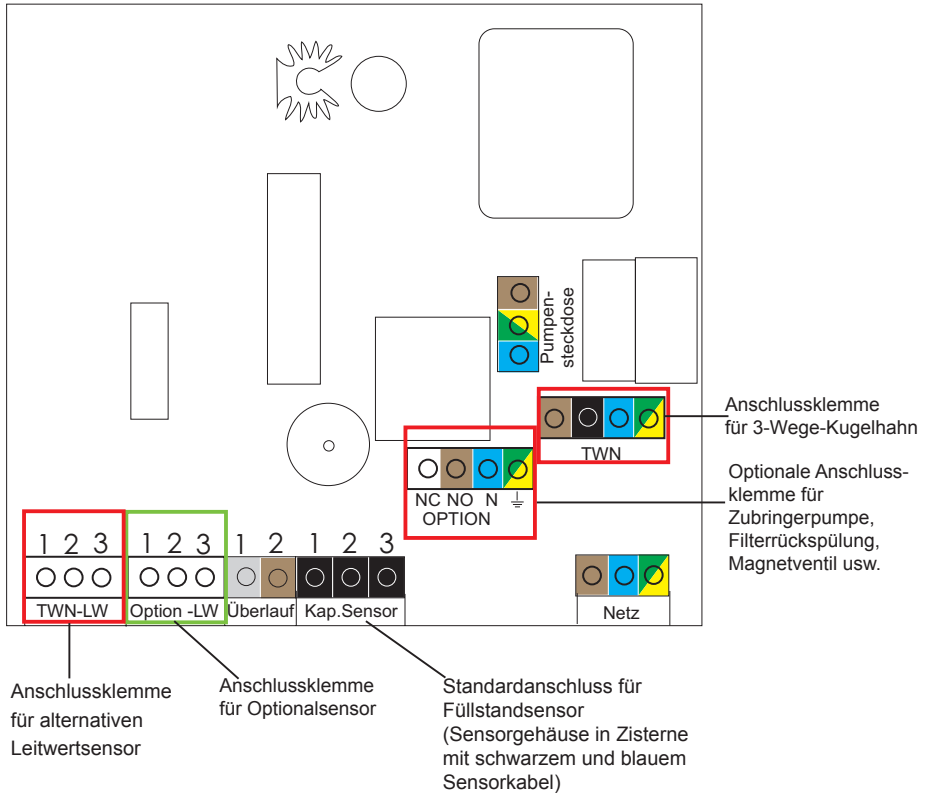 Pumpen-
steckdose
TWN
Anschlussklemme
für 3-Wege-Kugelhahn
NC NO N
OPTION
Optionale Anschluss-
klemme für
Zubringerpumpe,
Filterrückspülung,
Magnetventil usw.
1 2 3
1 2 3
1 2
1 2 3
TWN-LW
Option -LW
Überlauf
Kap.Sensor
Netz
Anschlussklemme
für alternativen
Leitwertsensor
Anschlussklemme
für Optionalsensor
Standardanschluss für
Füllstandsensor
(Sensorgehäuse in Zisterne
mit schwarzem und blauem
Sensorkabel)